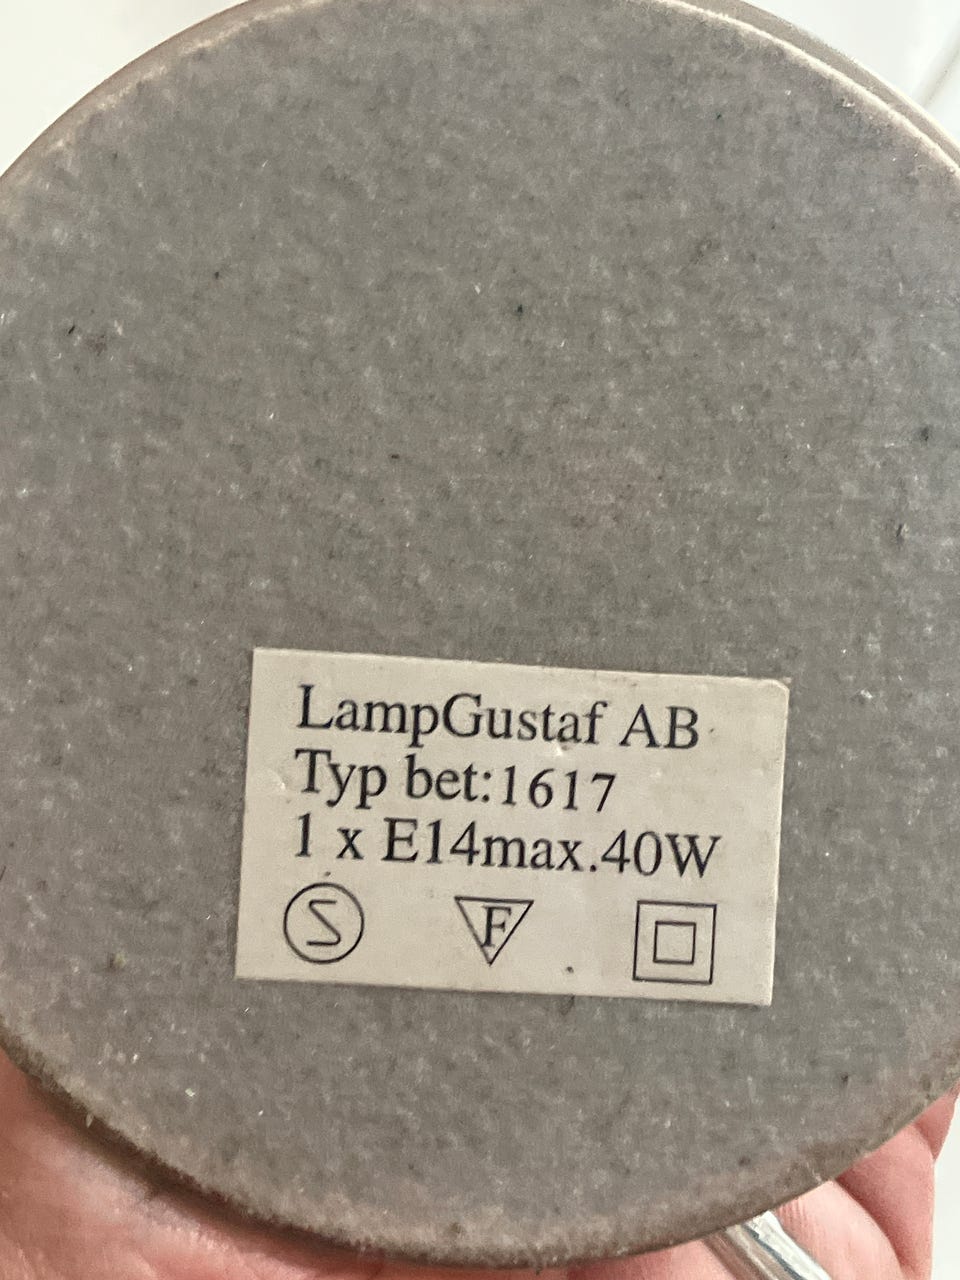 LampGustaf AB
Typ bet:1617
1 x E14max.40W
S F